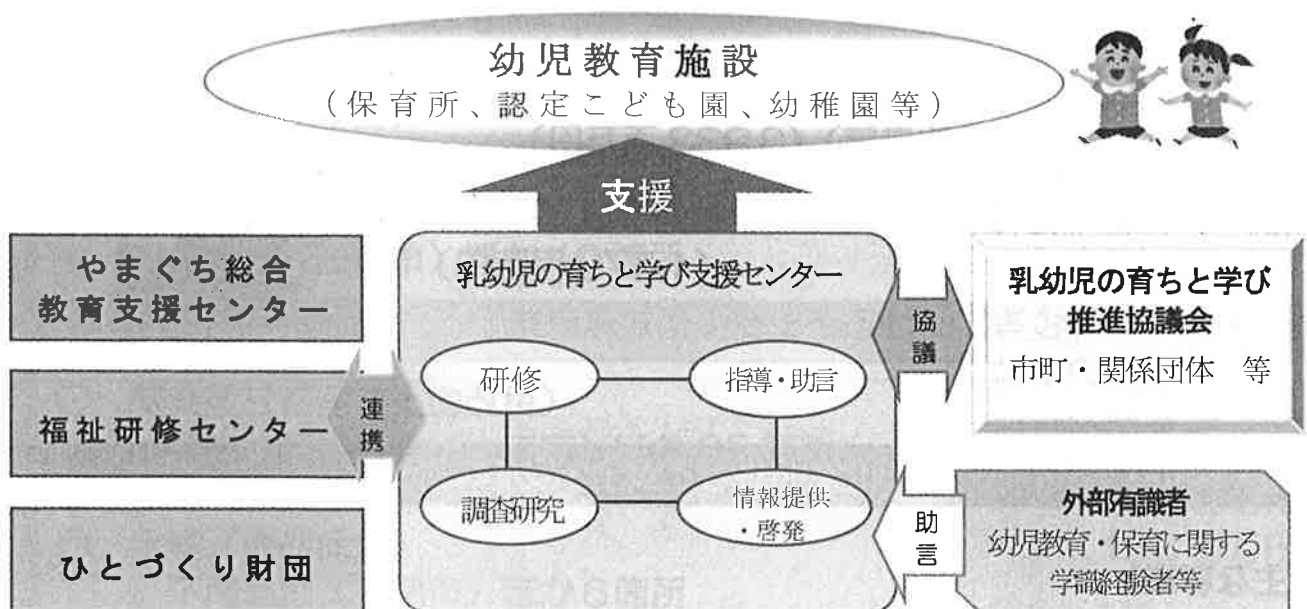 幼児教育施設
（保育所、認定こども園、幼稚園等）
支援
やまぐち総合
教育支援センター
福祉研修センター
ひとづくり財団
連携
乳幼児の育ちと学び支援センター
研修
指導・助言
調査研究
情報提供
・啓発
協議
乳幼児の育ちと学び
推進協議会
市町・関係団体　等
助言
外部有識者
幼児教育・保育に関する
学識経験者等